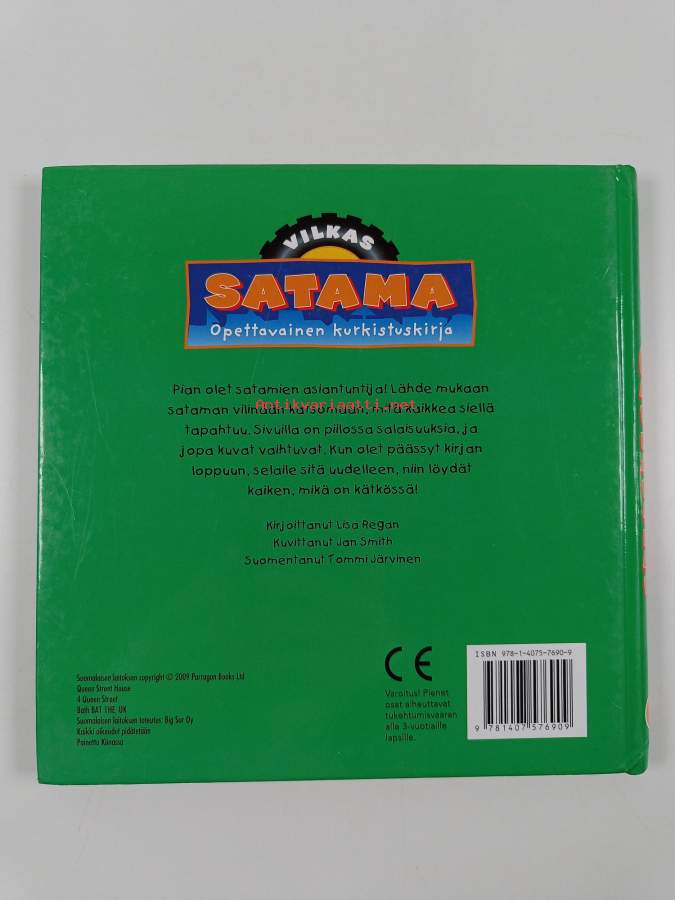 VILKAS
SATAMA
Opettavainen kurkistuskirja
Pian olet satamien asiantuntija! Lähde mukaan
sataman vilinään katsomaan, mitä kaikkea siellä
Antikvariaatti.net
tapahtuu. Sivuilla on piilossa salaisuuksia, ja
jopa kuvat vaihtuvat. Kun olet päässyt kirjan
loppuun, selaile sitä uudelleen, niin löydät
kaiken, mikä on kätkössä!
Kirjoittanut Lisa Regan
Kuvittanut Jan Smith
Suomentanut Tommi Järvinen
Suomalaisen laitoksen copyright © 2009 Parragon Books Ltd
Queen Street House
4 Queen Street
Bath BA1 1HE, UK
Suomalaisen laitoksen toteutus: Big Sur Oy
Kaikki oikeudet pidätetään
Painettu Kiinassa
CE
Varoitus! Pienet
osat aiheuttavat
tukehtumisvaaran
alle 3-vuotiaille
lapsille.
ISBN 978-1-4075-7690-9
9 781407 576909